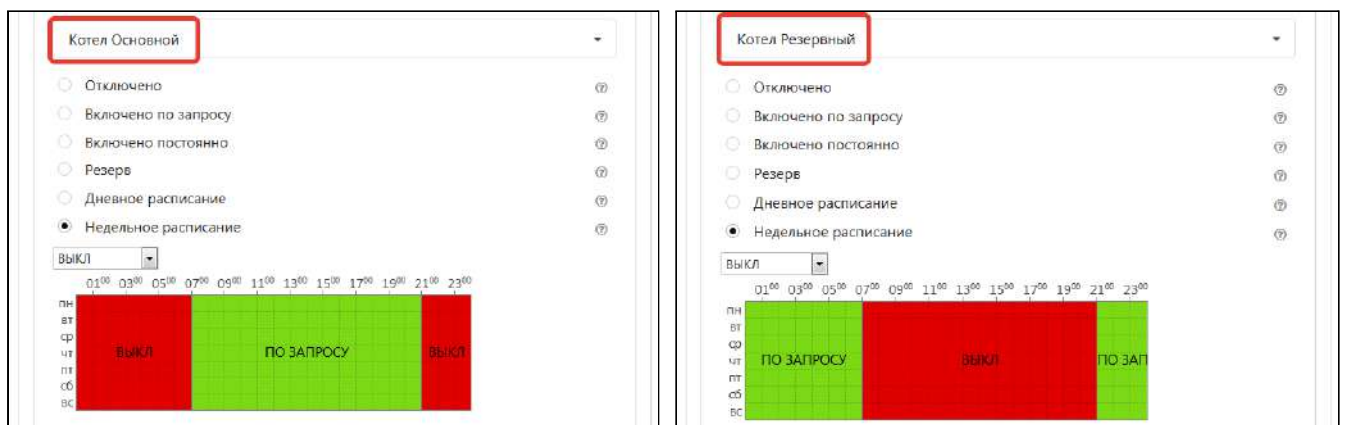 Котел Основной
Отключено
Включено по запросу
Включено постоянно
Резерв
Дневное расписание
Недельное расписание
ВЫКЛ
01⁰⁰ 03⁰⁰ 05⁰⁰ 07⁰⁰ 09⁰⁰ 11⁰⁰ 13⁰⁰ 15⁰⁰ 17⁰⁰ 19⁰⁰ 21⁰⁰ 23⁰⁰
пн
вт
ср
чт
пт
сб
вс
ВЫКЛ ПО ЗАПРОСУ ВЫКЛ
Котел Резервный
Отключено
Включено по запросу
Включено постоянно
Резерв
Дневное расписание
Недельное расписание
ВЫКЛ
01⁰⁰ 03⁰⁰ 05⁰⁰ 07⁰⁰ 09⁰⁰ 11⁰⁰ 13⁰⁰ 15⁰⁰ 17⁰⁰ 19⁰⁰ 21⁰⁰ 23⁰⁰
пн
вт
ср
чт
пт
сб
вс
ПО ЗАПРОСУ ВЫКЛ ПО ЗАП